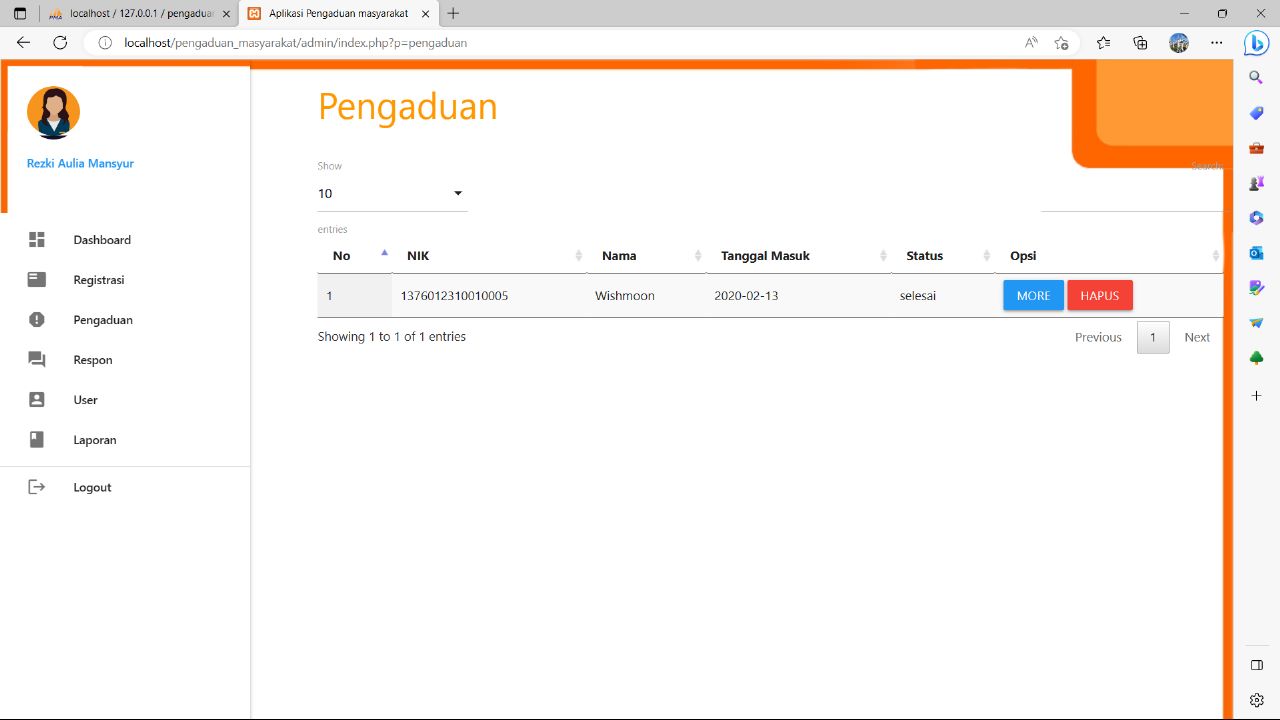 localhost / 127.0.0.1 / pengaduan
Aplikasi Pengaduan masyarakat
localhost/pengaduan_masyarakat/admin/index.php?p=pengaduan
Rezki Aulia Mansyur
Dashboard
Registrasi
Pengaduan
Respon
User
Laporan
Logout
Pengaduan
Show
Search:
10
entries
No NIK Nama Tanggal Masuk Status Opsi
1 1376012310010005 Wishmoon 2020-02-13 selesai MORE HAPUS
Showing 1 to 1 of 1 entries
Previous 1 Next